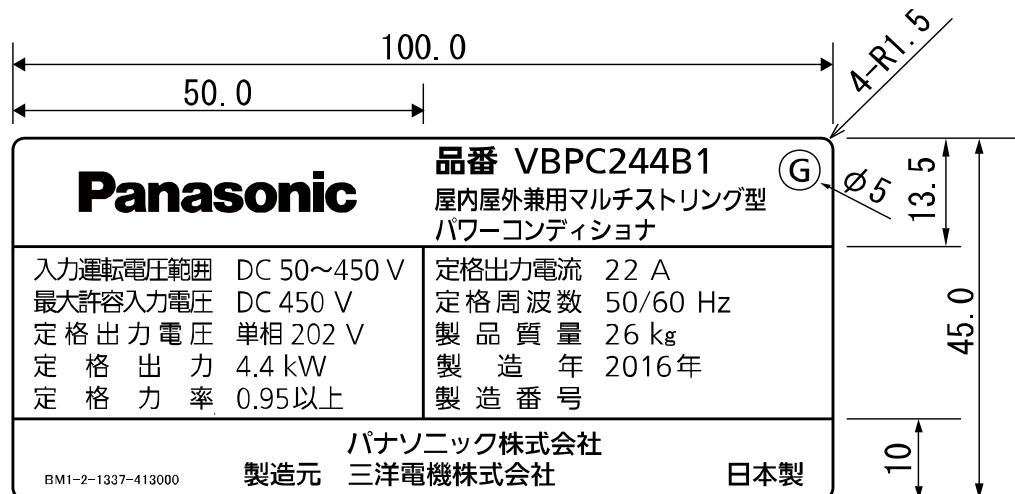 100.0
50.0
4-R1.5
Panasonic
品番 VBPC244B1
G
φ5
屋内屋外兼用マルチストリング型
パワーコンディショナ
13.5
入力運転電圧範囲 DC 50～450 V
最大許容入力電圧 DC 450 V
定格出力電圧 単相 202 V
定格出力 4.4 kW
定格力率 0.95以上
定格出力電流 22 A
定格周波数 50/60 Hz
製品質量 26 kg
製造年 2016年
製造番号
45.0
パナソニック株式会社
BM1-2-1337-413000 製造元 三洋電機株式会社 日本製
10